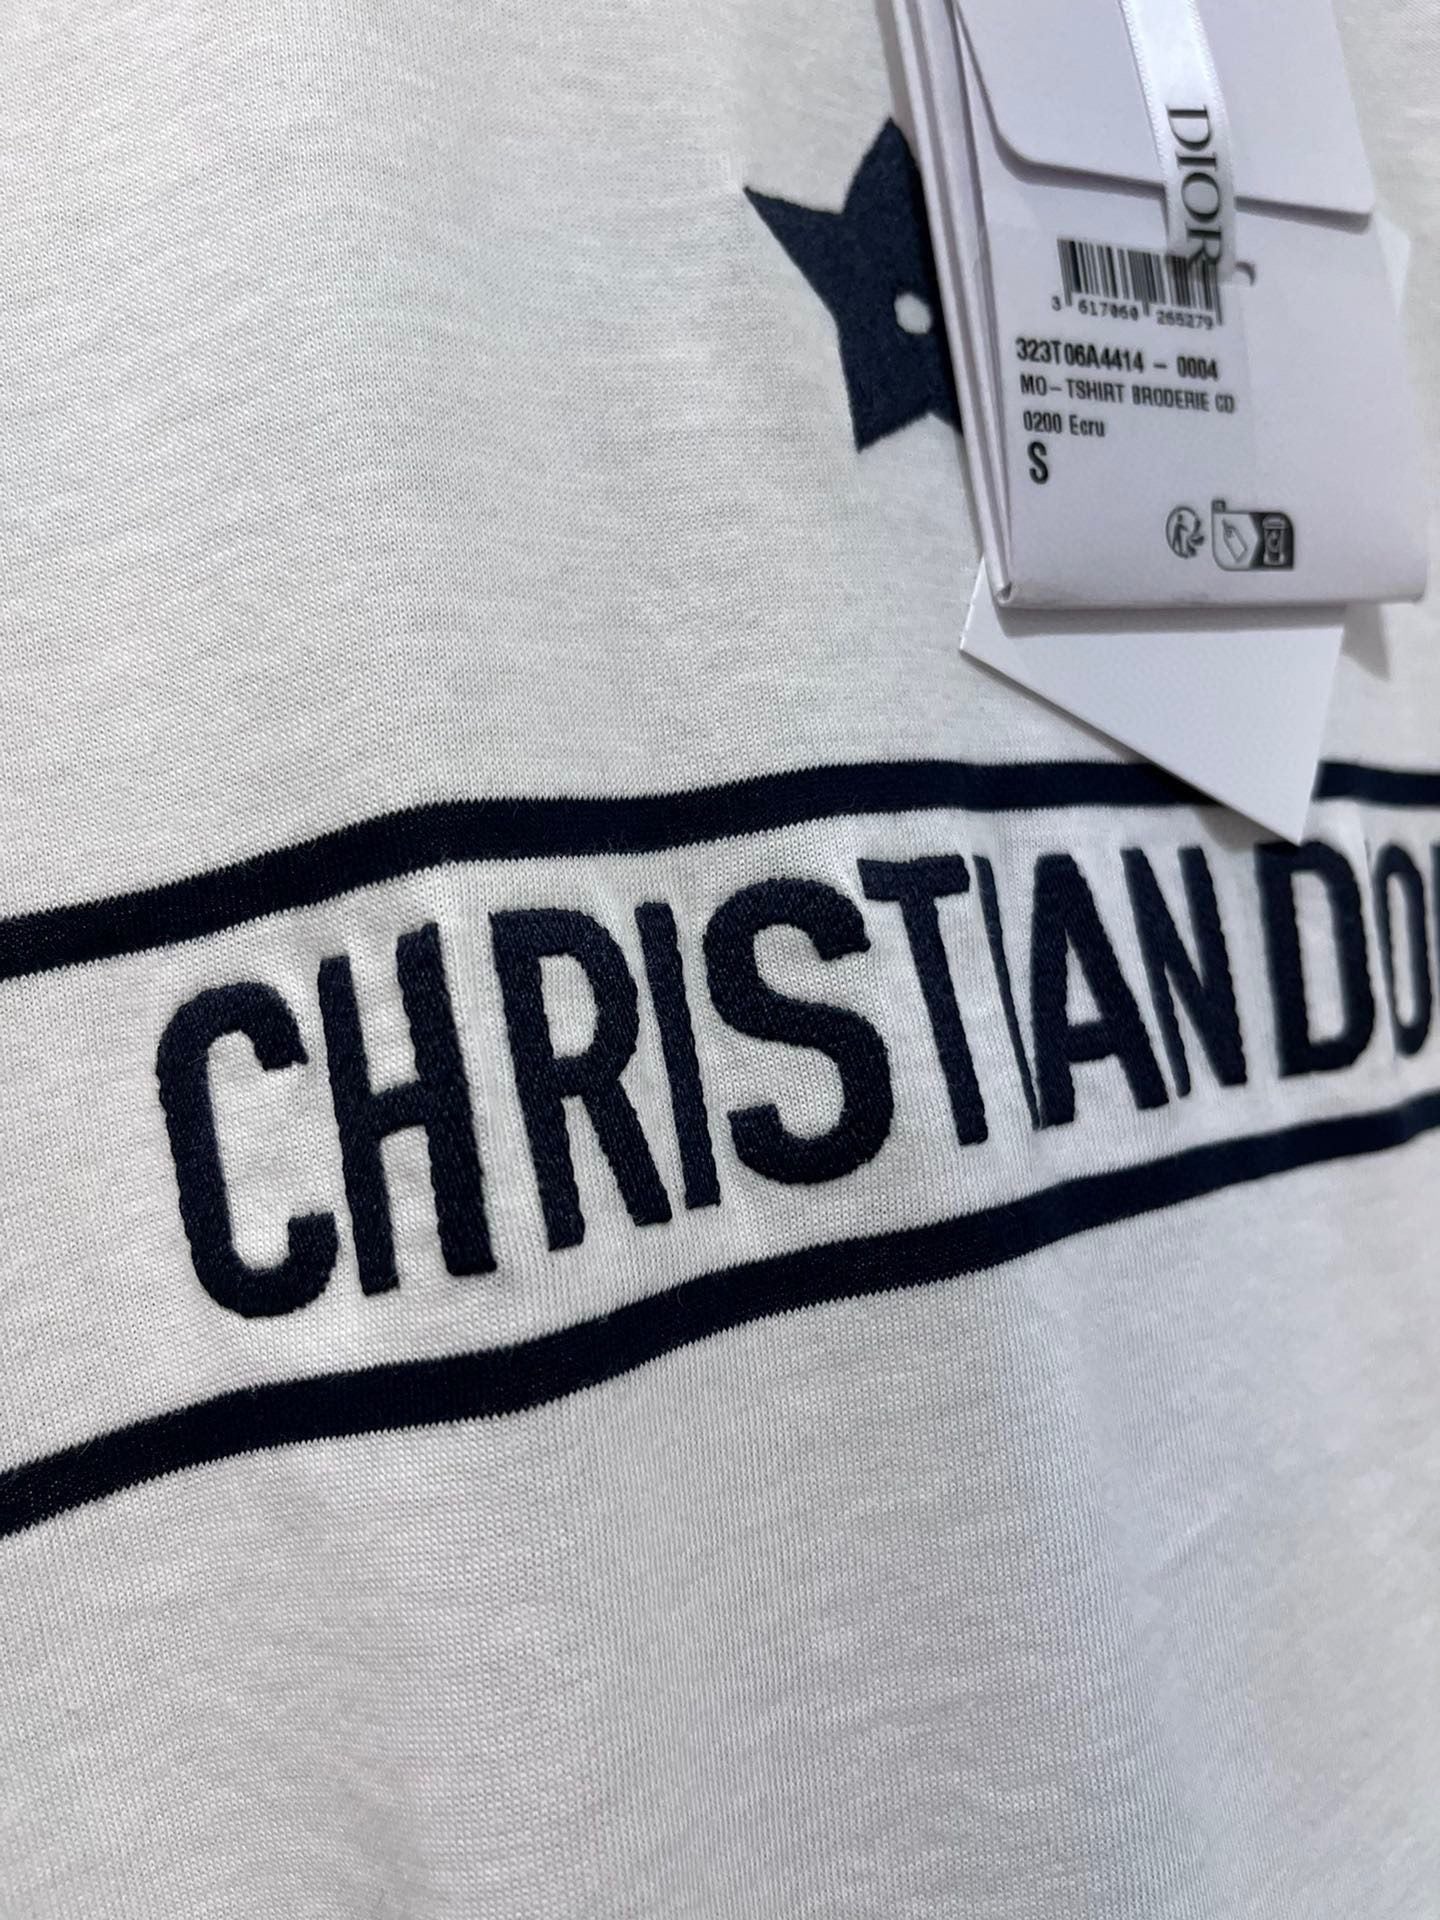 DIOR
3 617060 265279
323T06A4414 - 0004
MO-TSHIRT BRODERIE CD
0200 Ecru
S
CHRISTIAN DIO